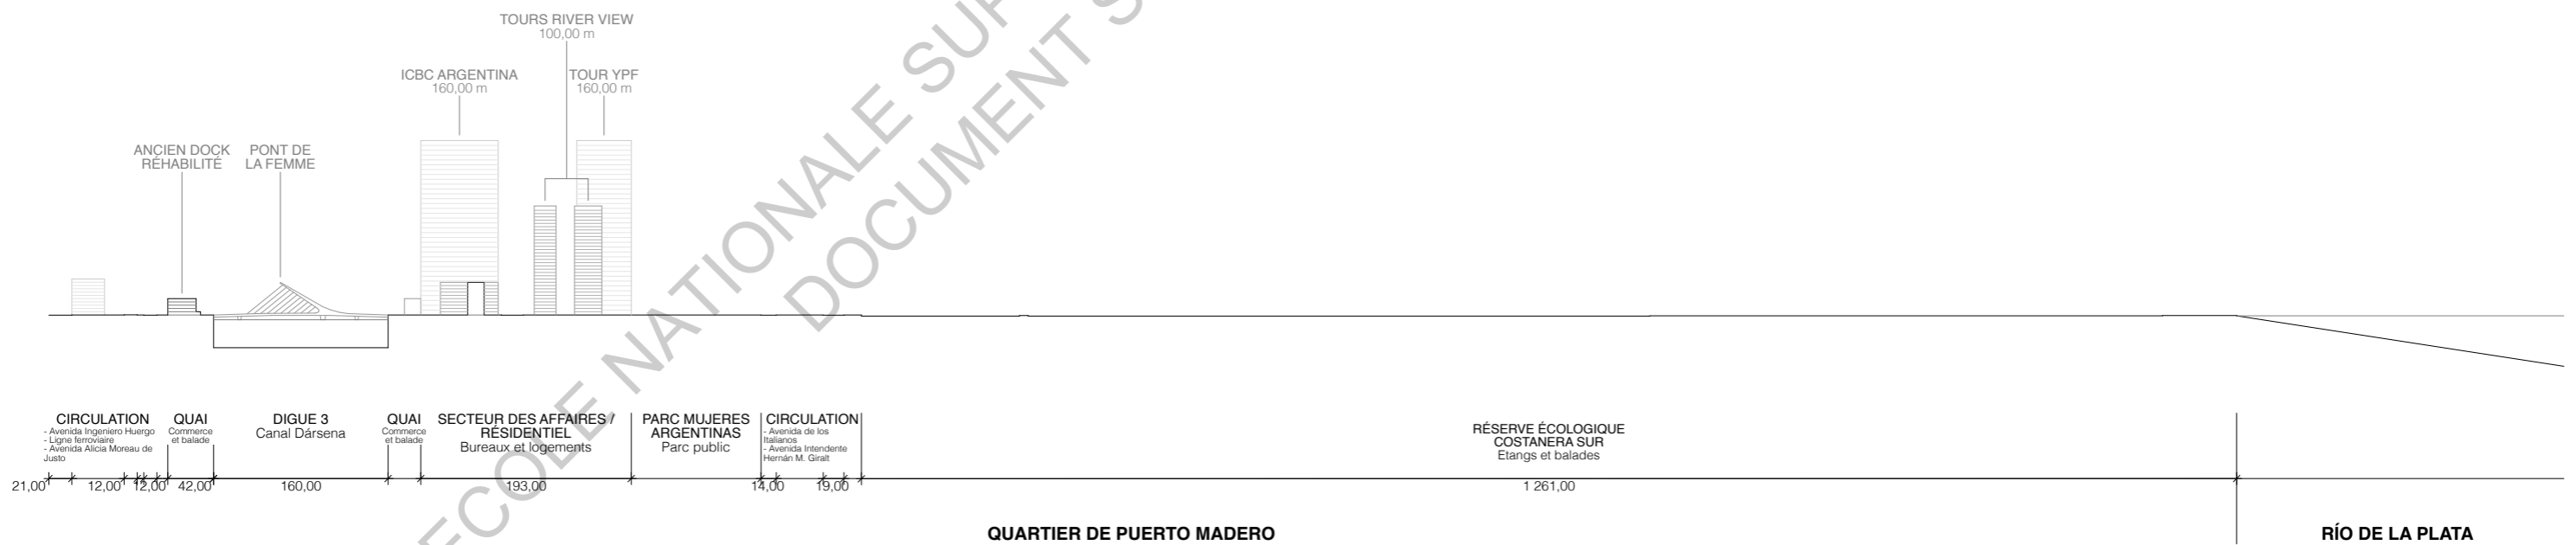 TOURS RIVER VIEW
100,00 m
ICBC ARGENTINA
160,00 m
TOUR YPF
160,00 m
ANCIEN DOCK
RÉHABILITÉ
PONT DE
LA FEMME
ECOLE NATIONALE SUP
DOCUMENT S
CIRCULATION
- Avenida Ingeniero Huergo
- Ligne ferroviaire
- Avenida Alicia Moreau de
Justo
QUAI
Commerce
et balade
DIGUE 3
Canal Dársena
QUAI
Commerce
et balade
SECTEUR DES AFFAIRES /
RÉSIDENTIEL
Bureaux et logements
PARC MUJERES
ARGENTINAS
Parc public
CIRCULATION
- Avenida de los
Italianos
- Avenida Intendente
Hernán M. Giralt
RÉSERVE ÉCOLOGIQUE
COSTANERA SUR
Etangs et balades
21,00 12,00 12,00 42,00 160,00 193,00 14,00 19,00 1 261,00
QUARTIER DE PUERTO MADERO
RÍO DE LA PLATA